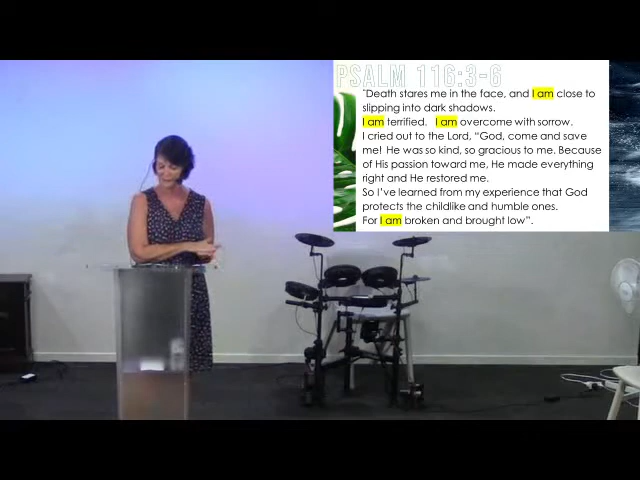 PSALM 116:3-6
"Death stares me in the face, and I am close to
slipping into dark shadows.
I am terrified.  I am overcome with sorrow.
I cried out to the Lord, "God, come and save
me! He was so kind, so gracious to me. Because
of His passion toward me, He made everything
right and He restored me.
So I've learned from my experience that God
protects the childlike and humble ones.
For I am broken and brought low".